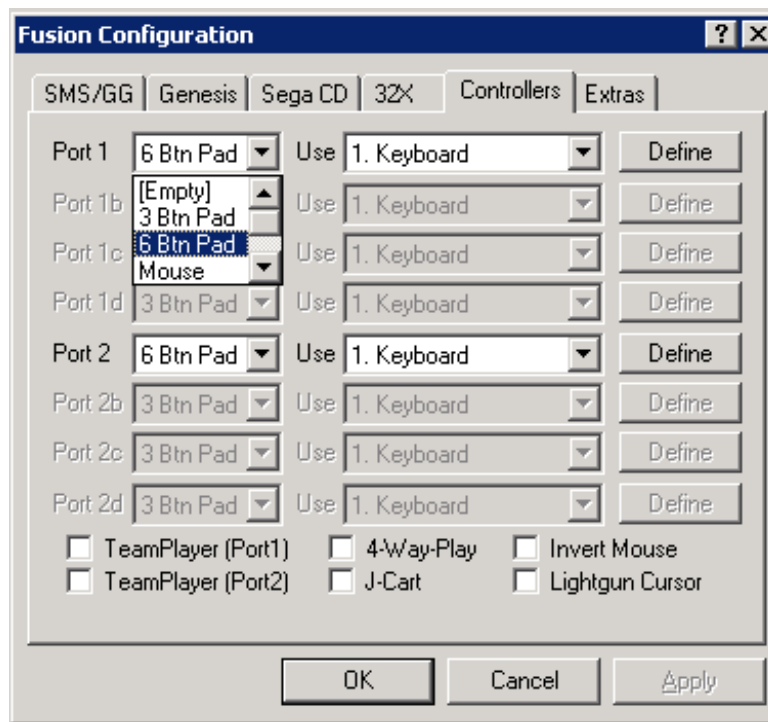 Fusion Configuration
SMS/GG Genesis Sega CD 32X Controllers Extras
Port 1 6 Btn Pad Use 1. Keyboard Define
Port 1b [Empty] Use 1. Keyboard Define
3 Btn Pad
Port 1c 6 Btn Pad Use 1. Keyboard Define
Mouse
Port 1d 3 Btn Pad Use 1. Keyboard Define
Port 2 6 Btn Pad Use 1. Keyboard Define
Port 2b 3 Btn Pad Use 1. Keyboard Define
Port 2c 3 Btn Pad Use 1. Keyboard Define
Port 2d 3 Btn Pad Use 1. Keyboard Define
TeamPlayer (Port1) 4-Way-Play Invert Mouse
TeamPlayer (Port2) J-Cart Lightgun Cursor
OK Cancel Apply